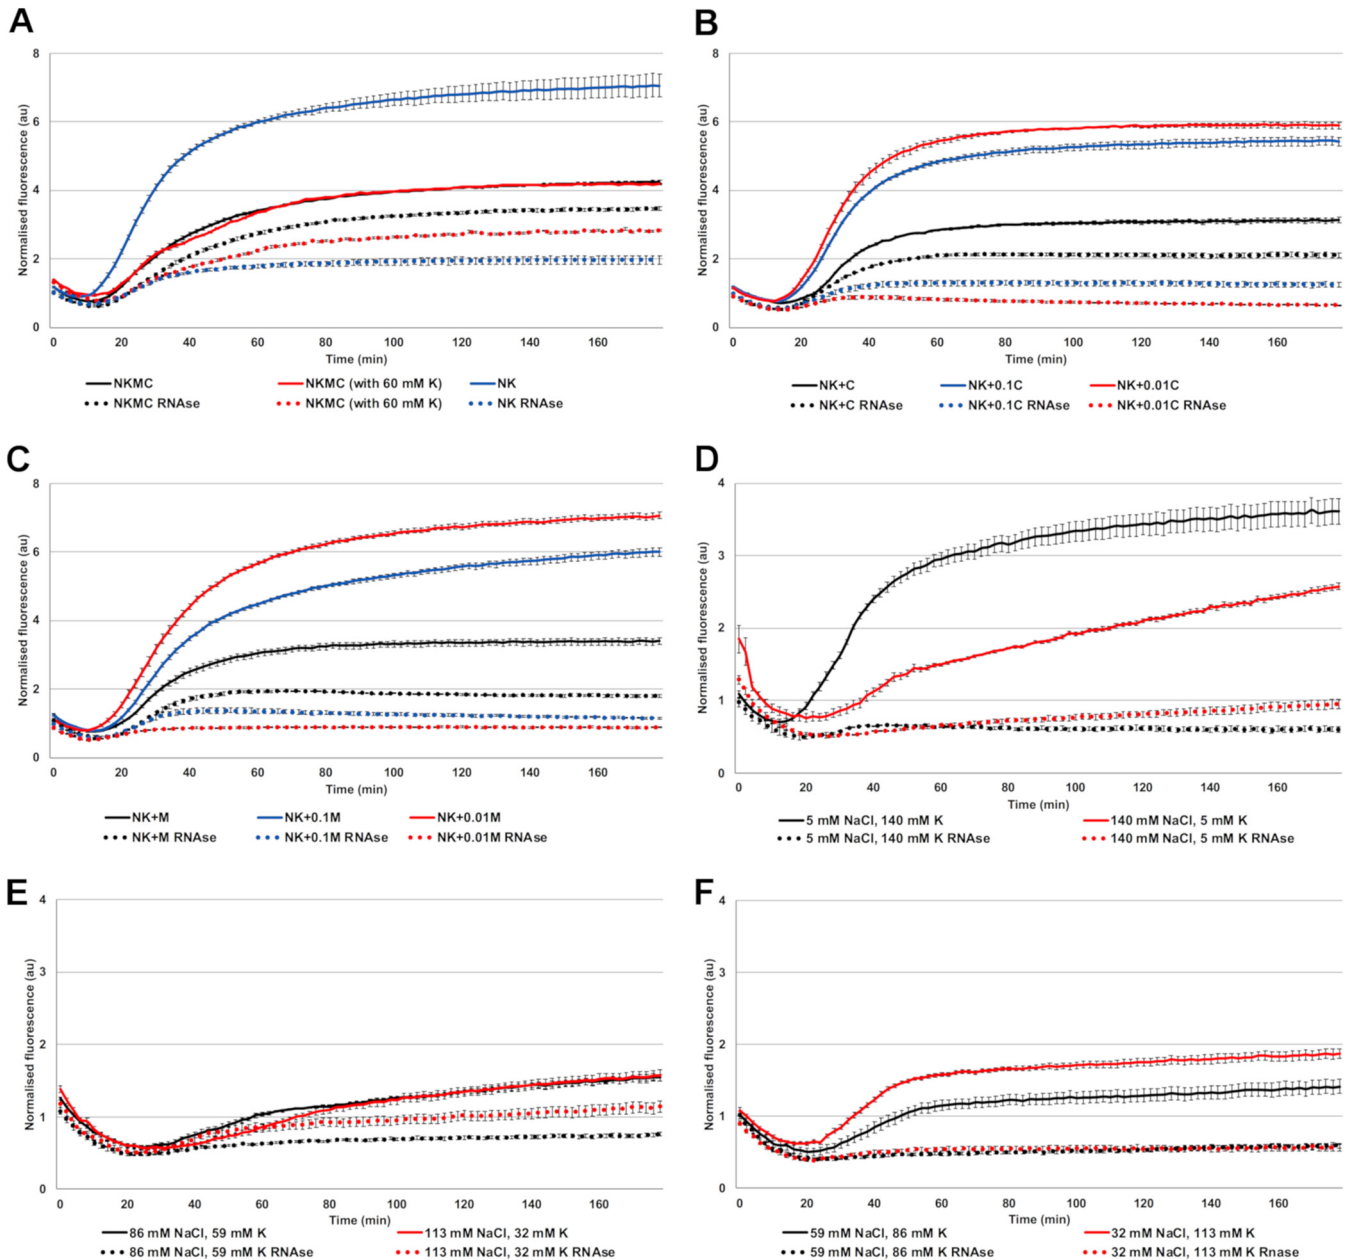 A
8
6
4
2
0
Normalised fluorescence (au)
0 20 40 60 80 100 120 140 160
Time (min)
NKMC NKMC (with 60 mM K) NK
NKMC RNAse NKMC (with 60 mM K) NK RNAse
B
8
6
4
2
0
Normalised fluorescence (au)
0 20 40 60 80 100 120 140 160
Time (min)
NK+C NK+0.1C NK+0.01C
NK+C RNAse NK+0.1C RNAse NK+0.01C RNAse
C
8
6
4
2
0
Normalised fluorescence (au)
0 20 40 60 80 100 120 140 160
Time (min)
NK+M NK+0.1M NK+0.01M
NK+M RNAse NK+0.1M RNAse NK+0.01M RNAse
D
4
3
2
1
0
Normalised fluorescence (au)
0 20 40 60 80 100 120 140 160
Time (min)
5 mM NaCl, 140 mM K 140 mM NaCl, 5 mM K
5 mM NaCl, 140 mM K RNAse 140 mM NaCl, 5 mM K RNAse
E
4
3
2
1
0
Normalised fluorescence (au)
0 20 40 60 80 100 120 140 160
Time (min)
86 mM NaCl, 59 mM K 113 mM NaCl, 32 mM K
86 mM NaCl, 59 mM K RNAse 113 mM NaCl, 32 mM K Rnase
F
4
3
2
1
0
Normalised fluorescence (au)
0 20 40 60 80 100 120 140 160
Time (min)
59 mM NaCl, 86 mM K 32 mM NaCl, 113 mM K
59 mM NaCl, 86 mM K RNAse 32 mM NaCl, 113 mM K RNAse